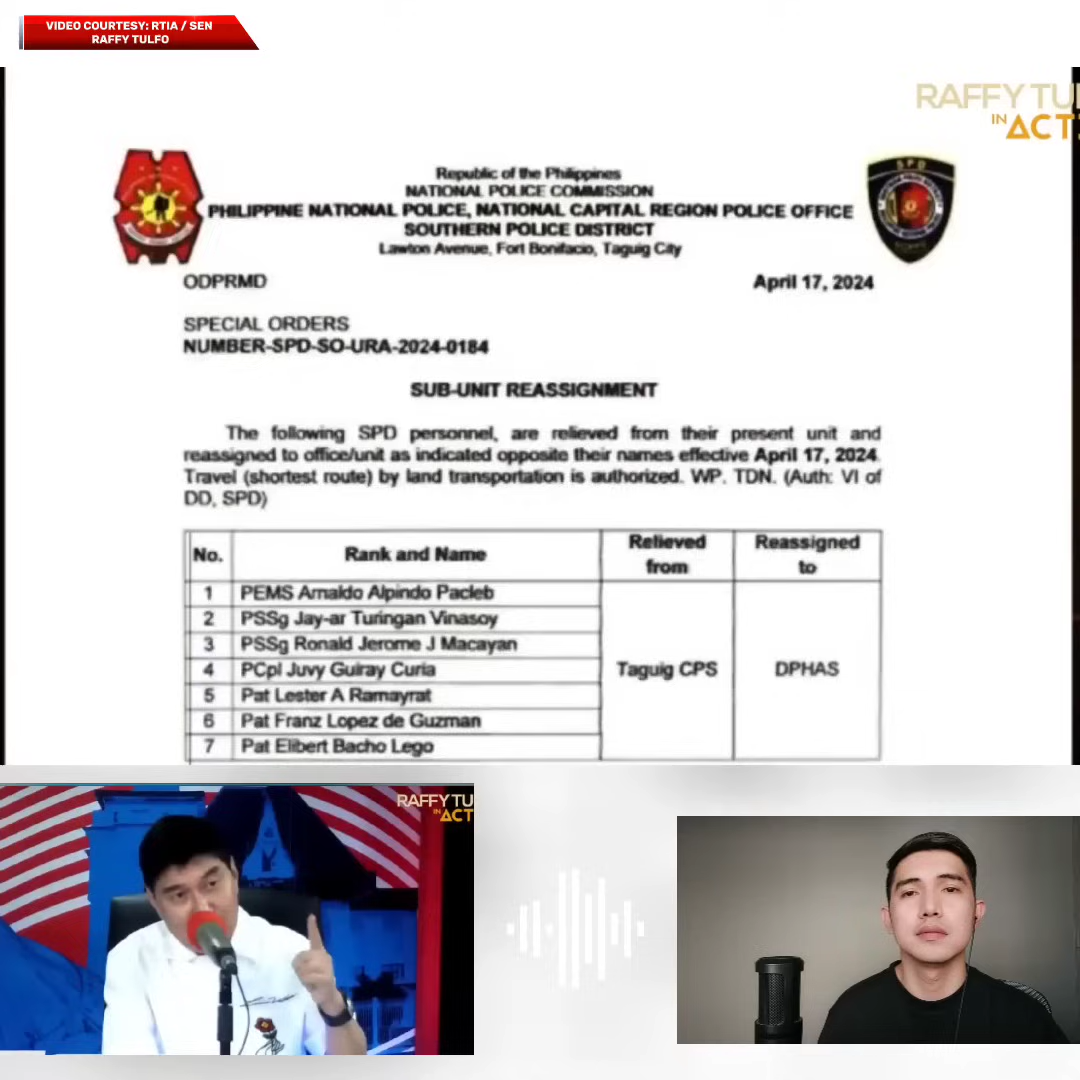 VIDEO COURTESY: RTIA / SEN
RAFFY TULFO
RAFFY TU
IN ACT
Republic of the Philippines
NATIONAL POLICE COMMISSION
PHILIPPINE NATIONAL POLICE, NATIONAL CAPITAL REGION POLICE OFFICE
SOUTHERN POLICE DISTRICT
Lawton Avenue, Fort Bonifacio, Taguig City
SPD
ODPRMD
April 17, 2024
SPECIAL ORDERS
NUMBER-SPD-SO-URA-2024-0184
SUB-UNIT REASSIGNMENT
The following SPD personnel, are relieved from their present unit and
reassigned to office/unit as indicated opposite their names effective April 17, 2024.
Travel (shortest route) by land transportation is authorized. WP. TDN. (Auth: VI of
DD, SPD)
No. Rank and Name Relieved from Reassigned to
1 PEMS Arnaldo Alpindo Pacleb
2 PSSg Jay-ar Turingan Vinasoy
3 PSSg Ronald Jerome J Macayan
4 PCpl Juvy Guiray Curia Taguig CPS DPHAS
5 Pat Lester A Ramayrat
6 Pat Franz Lopez de Guzman
7 Pat Elibert Bacho Lego
RAFFY TU
IN ACT